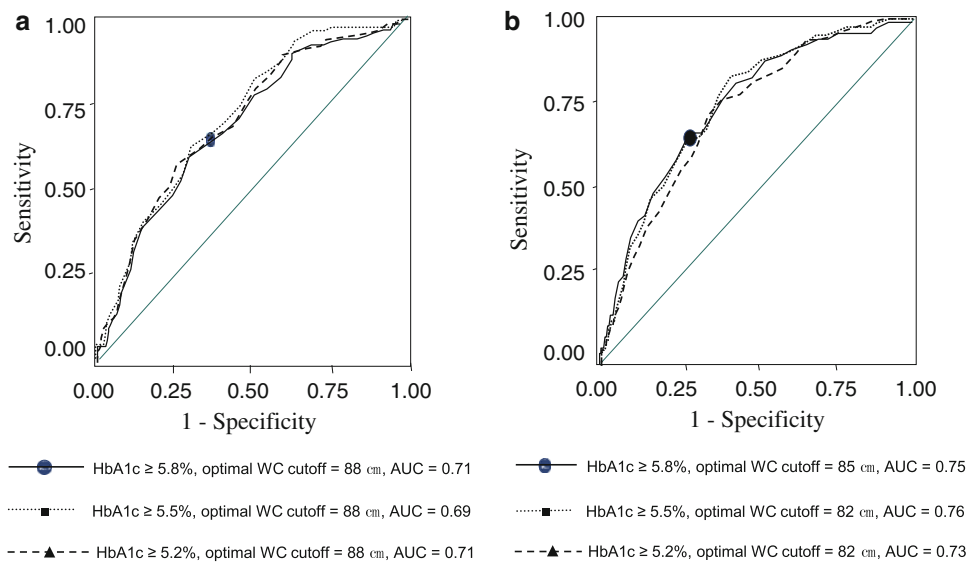 a
1.00
0.75
0.50
0.25
0.00
Sensitivity
0.00 0.25 0.50 0.75 1.00
1 - Specificity
HbA1c ≥ 5.8%, optimal WC cutoff = 88 ㎝, AUC = 0.71
HbA1c ≥ 5.5%, optimal WC cutoff = 88 ㎝, AUC = 0.69
HbA1c ≥ 5.2%, optimal WC cutoff = 88 ㎝, AUC = 0.71
b
1.00
0.75
0.50
0.25
0.00
Sensitivity
0.00 0.25 0.50 0.75 1.00
1 - Specificity
HbA1c ≥ 5.8%, optimal WC cutoff = 85 ㎝, AUC = 0.75
HbA1c ≥ 5.5%, optimal WC cutoff = 82 ㎝, AUC = 0.76
HbA1c ≥ 5.2%, optimal WC cutoff = 82 ㎝, AUC = 0.73